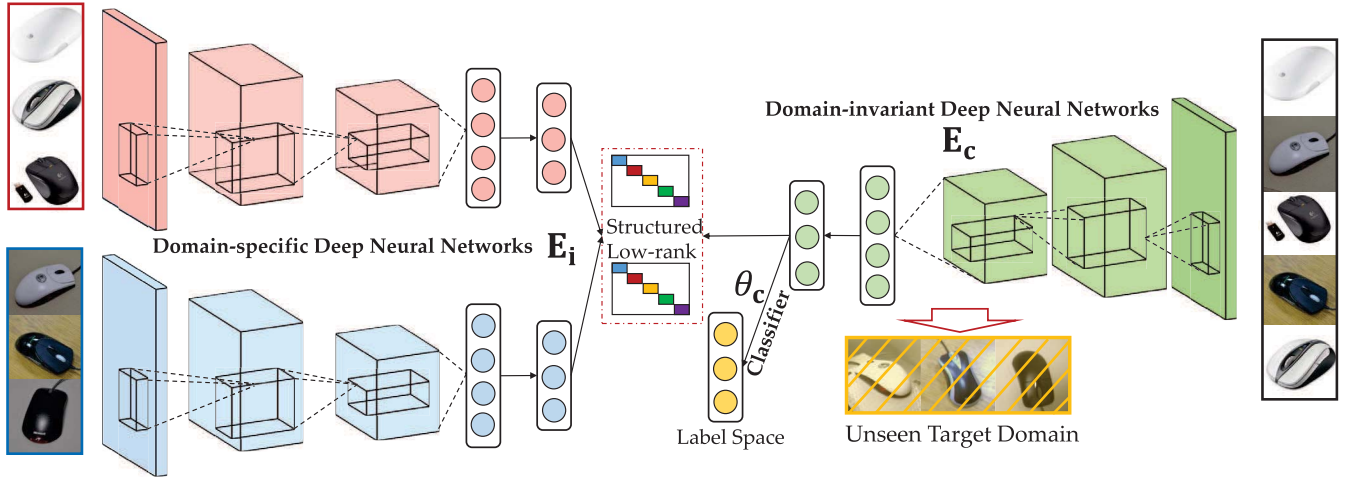 Domain-invariant Deep Neural Networks
E_c
Domain-specific Deep Neural Networks E_i
Structured
Low-rank
θ_c
Classifier
Label Space
Unseen Target Domain